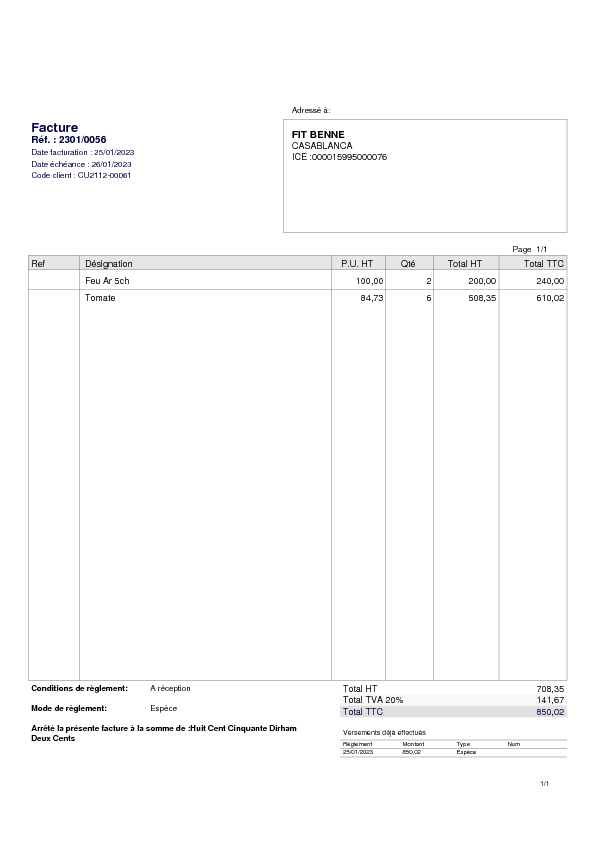 Adressé à:
Facture
Réf. : 2301/0056
Date facturation : 25/01/2023
Date échéance : 26/01/2023
Code client : CU2112-00061
FIT BENNE
CASABLANCA
ICE :000015995000076
Page 1/1
Ref Désignation P.U. HT Qté Total HT Total TTC
Feu Ar 5ch 100,00 2 200,00 240,00
Tomate 84,73 6 508,35 610,02
Conditions de règlement: A réception
Mode de règlement: Espèce
Arrêté la présente facture à la somme de :Huit Cent Cinquante Dirham
Deux Cents
Total HT 708,35
Total TVA 20% 141,67
Total TTC 850,02
Versements déjà effectués
Règlement Montant Type Num
25/01/2023 850,02 Espèce
1/1